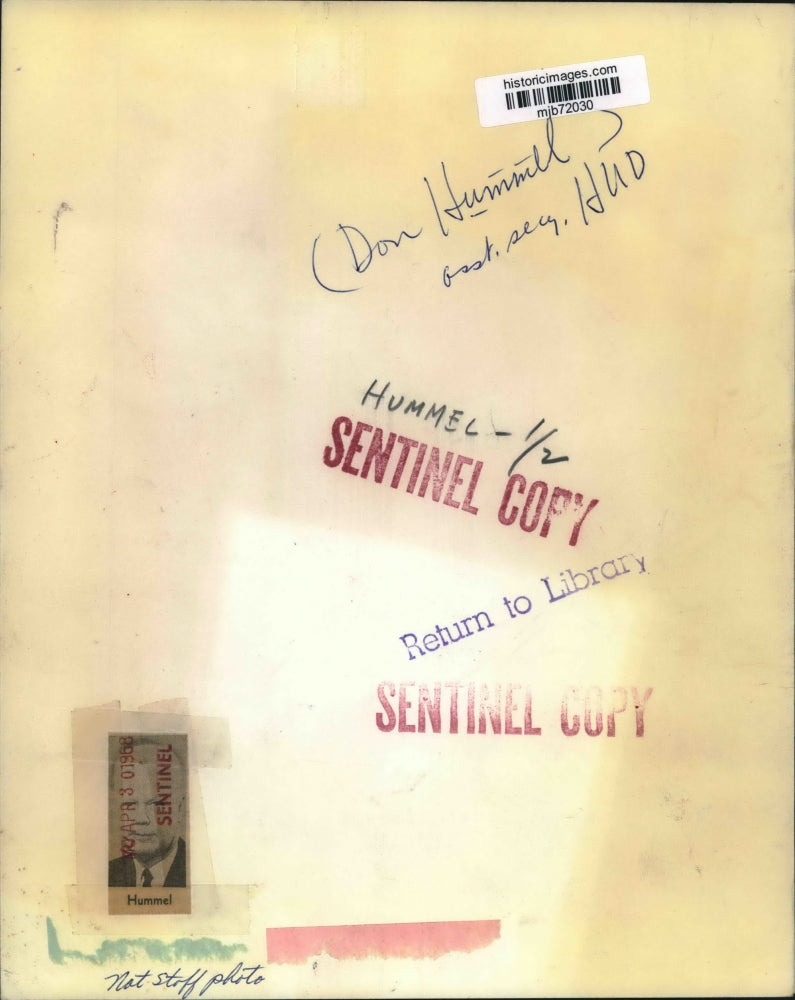 historicimages.com
mjb72030
(Don Hummell)
asst. secy. HUD
HUMMEL - 1/2
SENTINEL COPY
Return to Library
SENTINEL COPY
APR 3 0 1968
SENTINEL
Hummel
Not staff photo